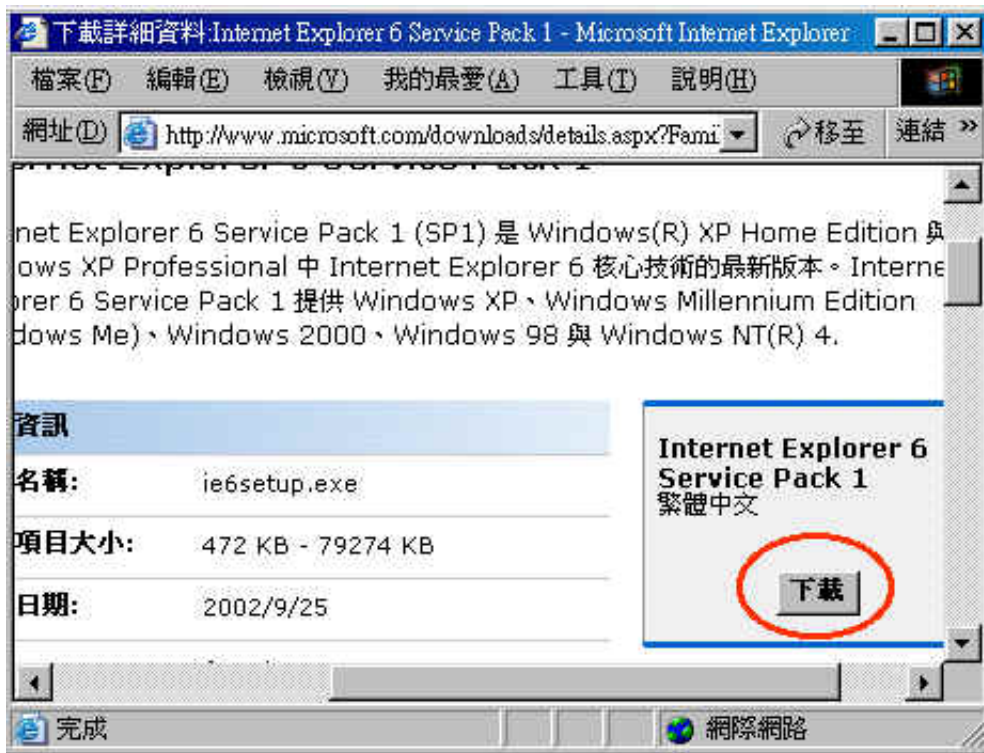 下載詳細資料:Internet Explorer 6 Service Pack 1 - Microsoft Internet Explorer
檔案(F) 編輯(E) 檢視(V) 我的最愛(A) 工具(T) 說明(H)
網址(D) http://www.microsoft.com/downloads/details.aspx?Fami 移至 連結 »
net Explorer 6 Service Pack 1 (SP1) 是 Windows(R) XP Home Edition 與
ows XP Professional 中 Internet Explorer 6 核心技術的最新版本。Interne
orer 6 Service Pack 1 提供 Windows XP、Windows Millennium Edition
dows Me)、Windows 2000、Windows 98 與 Windows NT(R) 4.
資訊
名稱: ie6setup.exe
項目大小: 472 KB - 79274 KB
日期: 2002/9/25
Internet Explorer 6
Service Pack 1
繁體中文
下載
完成 網際網路